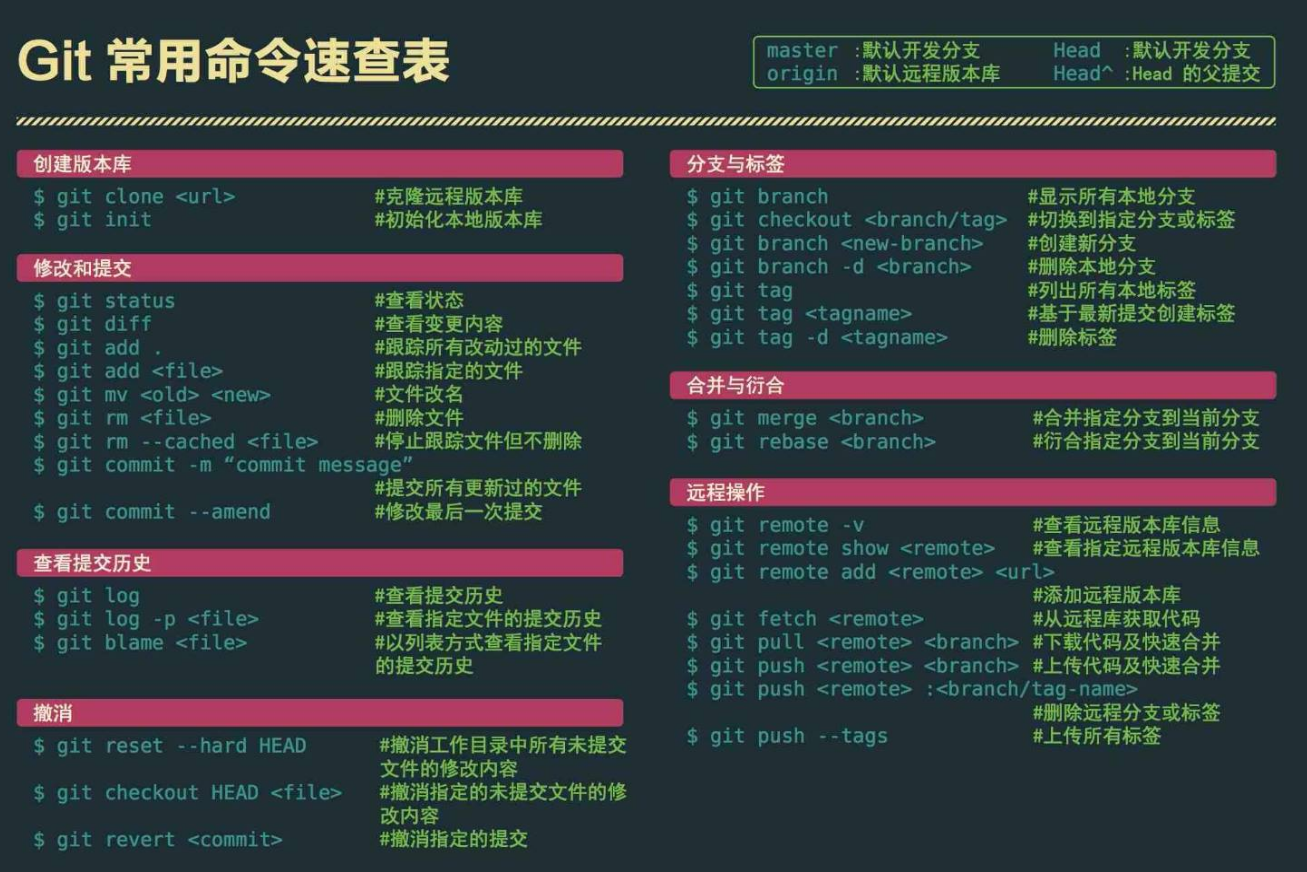 Git 常用命令速查表
master :默认开发分支 Head :默认开发分支
origin :默认远程版本库 Head^ :Head 的父提交
创建版本库
$ git clone <url> #克隆远程版本库
$ git init #初始化本地版本库
修改和提交
$ git status #查看状态
$ git diff #查看变更内容
$ git add . #跟踪所有改动过的文件
$ git add <file> #跟踪指定的文件
$ git mv <old> <new> #文件改名
$ git rm <file> #删除文件
$ git rm --cached <file> #停止跟踪文件但不删除
$ git commit -m “commit message”
#提交所有更新过的文件
$ git commit --amend #修改最后一次提交
查看提交历史
$ git log #查看提交历史
$ git log -p <file> #查看指定文件的提交历史
$ git blame <file> #以列表方式查看指定文件
的提交历史
撤消
$ git reset --hard HEAD #撤消工作目录中所有未提交
文件的修改内容
$ git checkout HEAD <file> #撤消指定的未提交文件的修
改内容
$ git revert <commit> #撤消指定的提交
分支与标签
$ git branch #显示所有本地分支
$ git checkout <branch/tag> #切换到指定分支或标签
$ git branch <new-branch> #创建新分支
$ git branch -d <branch> #删除本地分支
$ git tag #列出所有本地标签
$ git tag <tagname> #基于最新提交创建标签
$ git tag -d <tagname> #删除标签
合并与衍合
$ git merge <branch> #合并指定分支到当前分支
$ git rebase <branch> #衍合指定分支到当前分支
远程操作
$ git remote -v #查看远程版本库信息
$ git remote show <remote> #查看指定远程版本库信息
$ git remote add <remote> <url>
#添加远程版本库
$ git fetch <remote> #从远程库获取代码
$ git pull <remote> <branch> #下载代码及快速合并
$ git push <remote> <branch> #上传代码及快速合并
$ git push <remote> :<branch/tag-name>
#删除远程分支或标签
$ git push --tags #上传所有标签